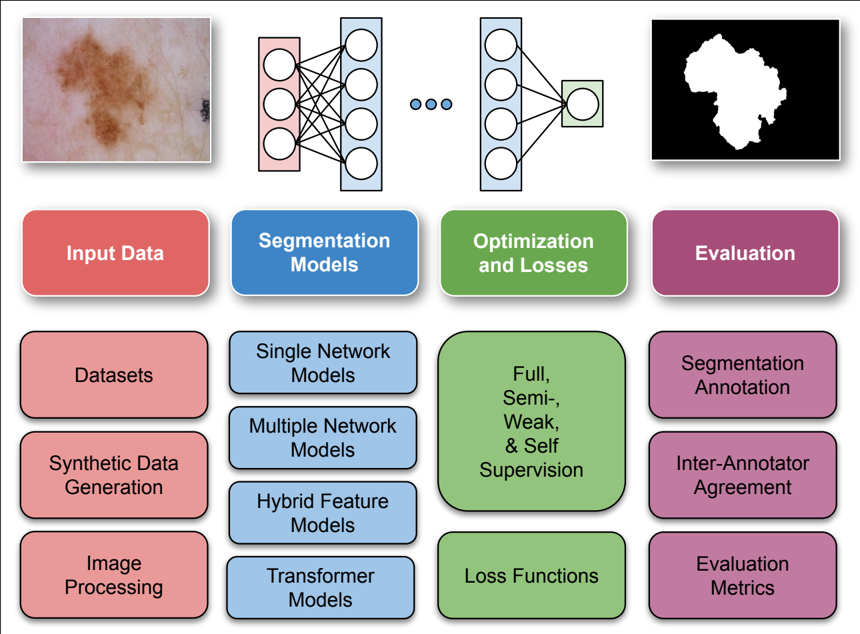 Input Data
Segmentation
Models
Optimization
and Losses
Evaluation
Datasets
Synthetic Data
Generation
Image
Processing
Single Network
Models
Multiple Network
Models
Hybrid Feature
Models
Transformer
Models
Full,
Semi-,
Weak,
& Self
Supervision
Loss Functions
Segmentation
Annotation
Inter-Annotator
Agreement
Evaluation
Metrics